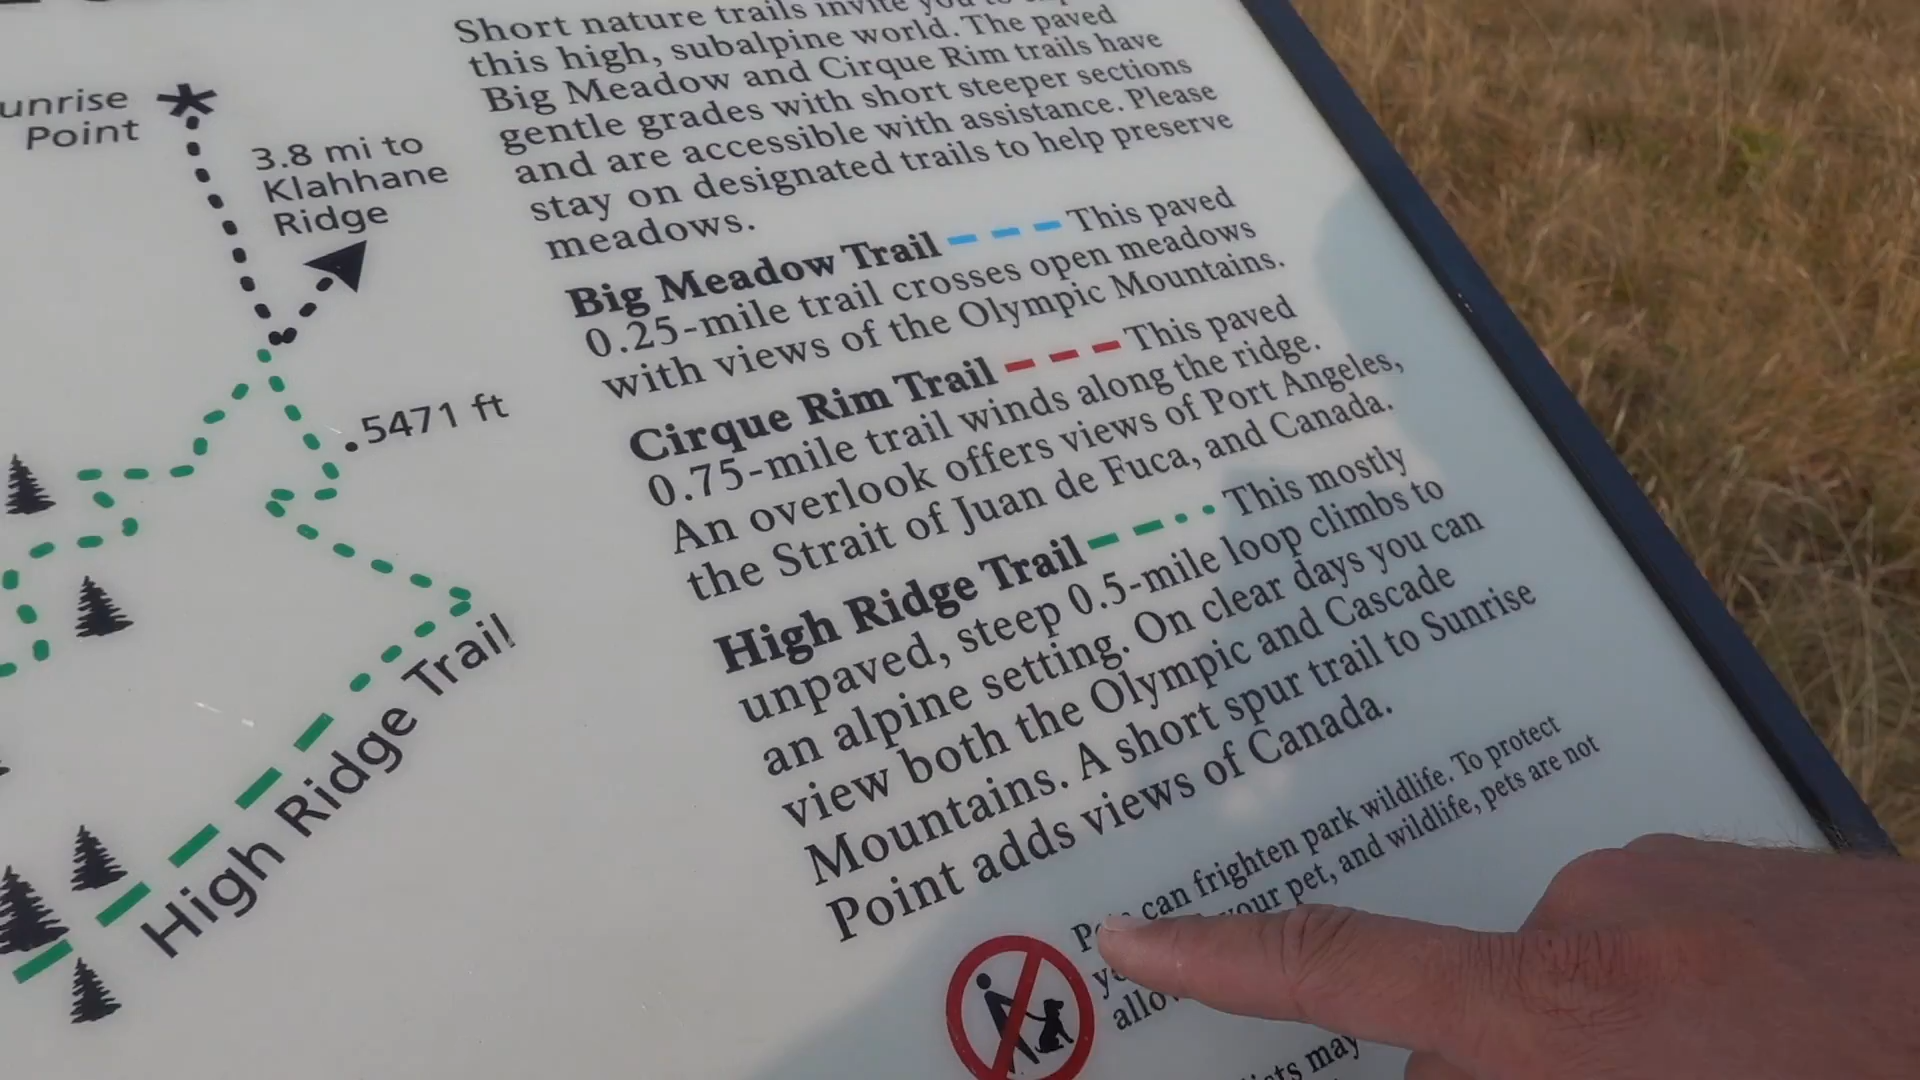 Short nature trails invite you to
this high, subalpine world. The paved
Big Meadow and Cirque Rim trails have
gentle grades with short steeper sections
and are accessible with assistance. Please
stay on designated trails to help preserve
meadows.
Big Meadow Trail This paved
0.25-mile trail crosses open meadows
with views of the Olympic Mountains.
Cirque Rim Trail This paved
0.75-mile trail winds along the ridge.
An overlook offers views of Port Angeles,
the Strait of Juan de Fuca, and Canada.
High Ridge Trail This mostly
unpaved, steep 0.5-mile loop climbs to
an alpine setting. On clear days you can
view both the Olympic and Cascade
Mountains. A short spur trail to Sunrise
Point adds views of Canada.
can frighten park wildlife. To protect
your pet, and wildlife, pets are not
may
unrise
Point
3.8 mi to
Klahhane
Ridge
.5471 ft
High Ridge Trail